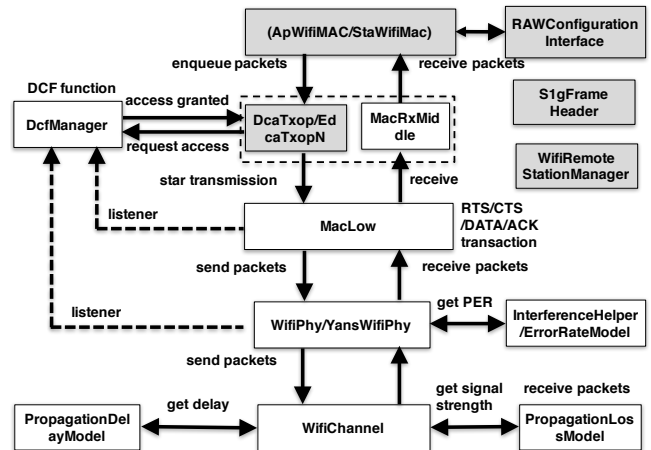 (ApWifiMAC/StaWifiMac)
RAWConfiguration
Interface
enqueue packets
receive packets
DCF function
DcfManager
access granted
request access
DcaTxop/Ed
caTxopN
MacRxMi
ddle
S1gFrame
Header
WifiRemote
StationManager
star transmission
receive
listener
MacLow
RTS/CTS
/DATA/ACK
transaction
send packets
receive packets
listener
WifiPhy/YansWifiPhy
get PER
InterferenceHelper
/ErrorRateModel
send packets
get delay
get signal
strength
receive packets
PropagationDel
ayModel
WifiChannel
PropagationLos
sModel